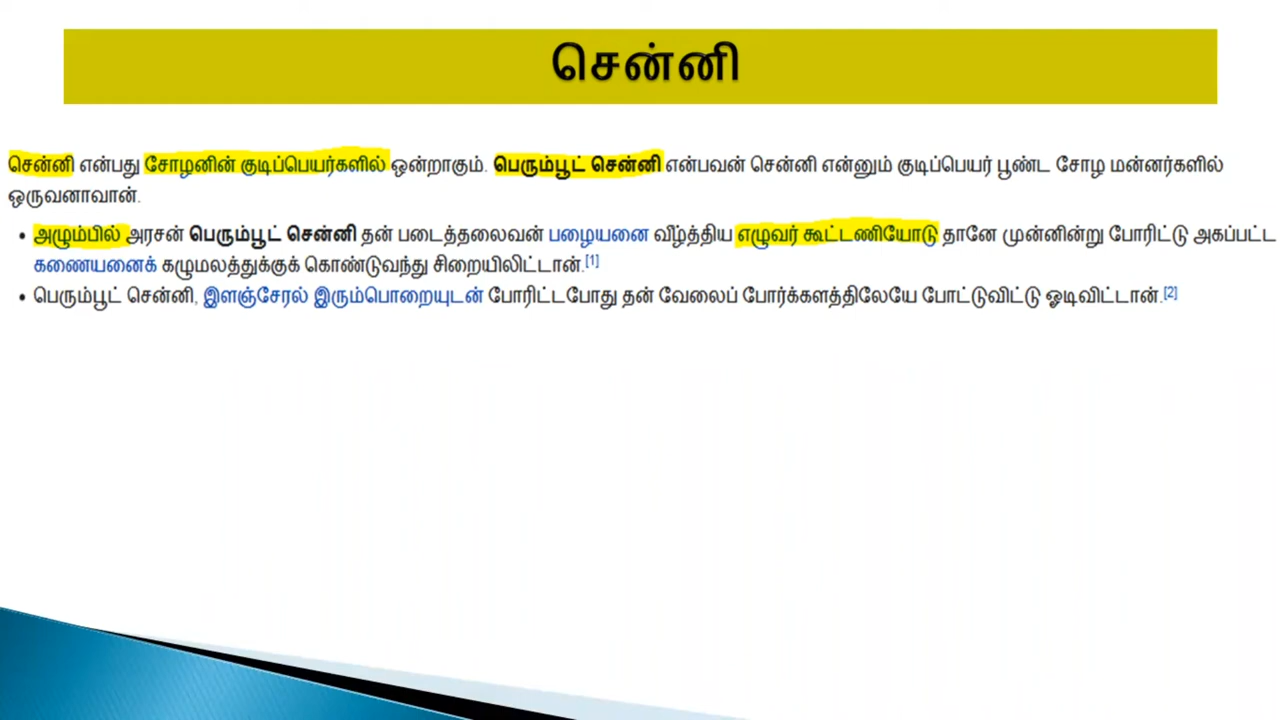 சென்னி
சென்னி என்பது சோழனின் குடிப்பெயர்களில் ஒன்றாகும். பெரும்பூட் சென்னி என்பவன் சென்னி என்னும் குடிப்பெயர் பூண்ட சோழ மன்னர்களில்
ஒருவனாவான்.
• அழும்பில் அரசன் பெரும்பூட் சென்னி தன் படைத்தலைவன் பழையனை வீழ்த்திய எழுவர் கூட்டணியோடு தானே முன்னின்று போரிட்டு அகப்பட்ட
கணையனைக் கழுமலத்துக்குக் கொண்டுவந்து சிறையிலிட்டான்.[1]
• பெரும்பூட் சென்னி, இளஞ்சேரல் இரும்பொறையுடன் போரிட்டபோது தன் வேலைப் போர்க்களத்திலேயே போட்டுவிட்டு ஓடிவிட்டான்.[2]